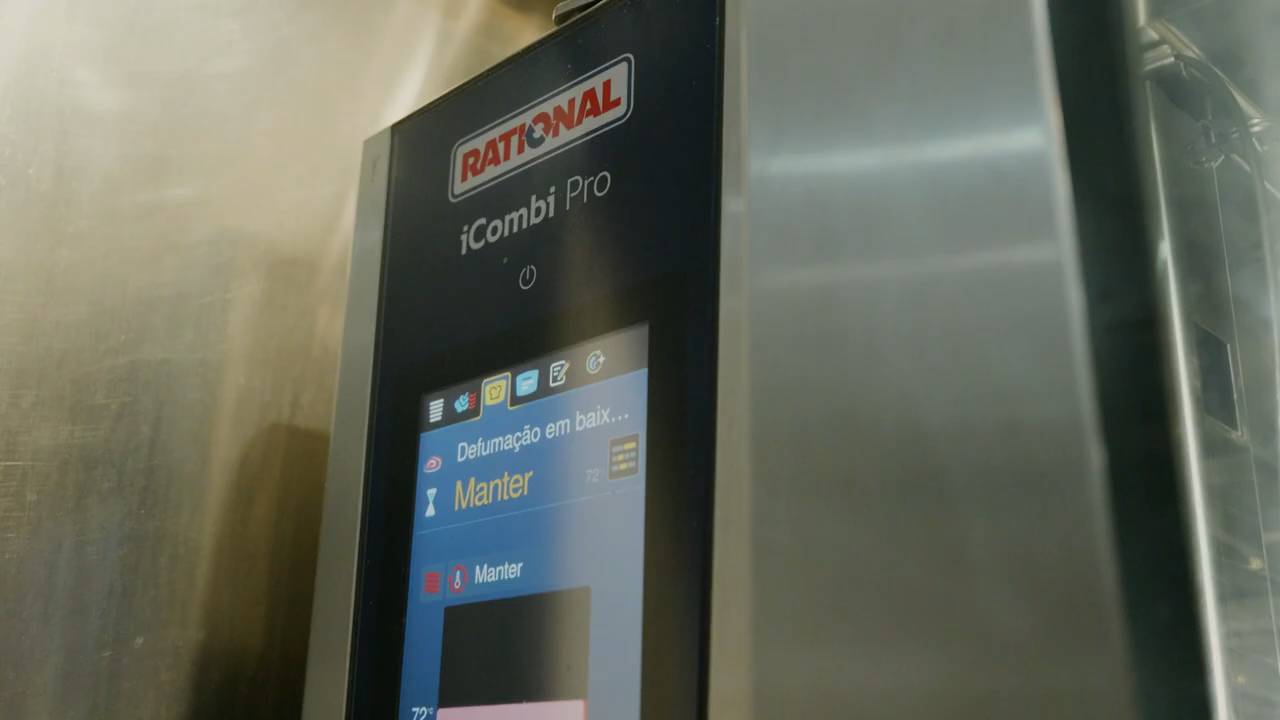 RATIONAL
iCombi Pro
Defumação em baix...
Manter
72°
Manter
72°